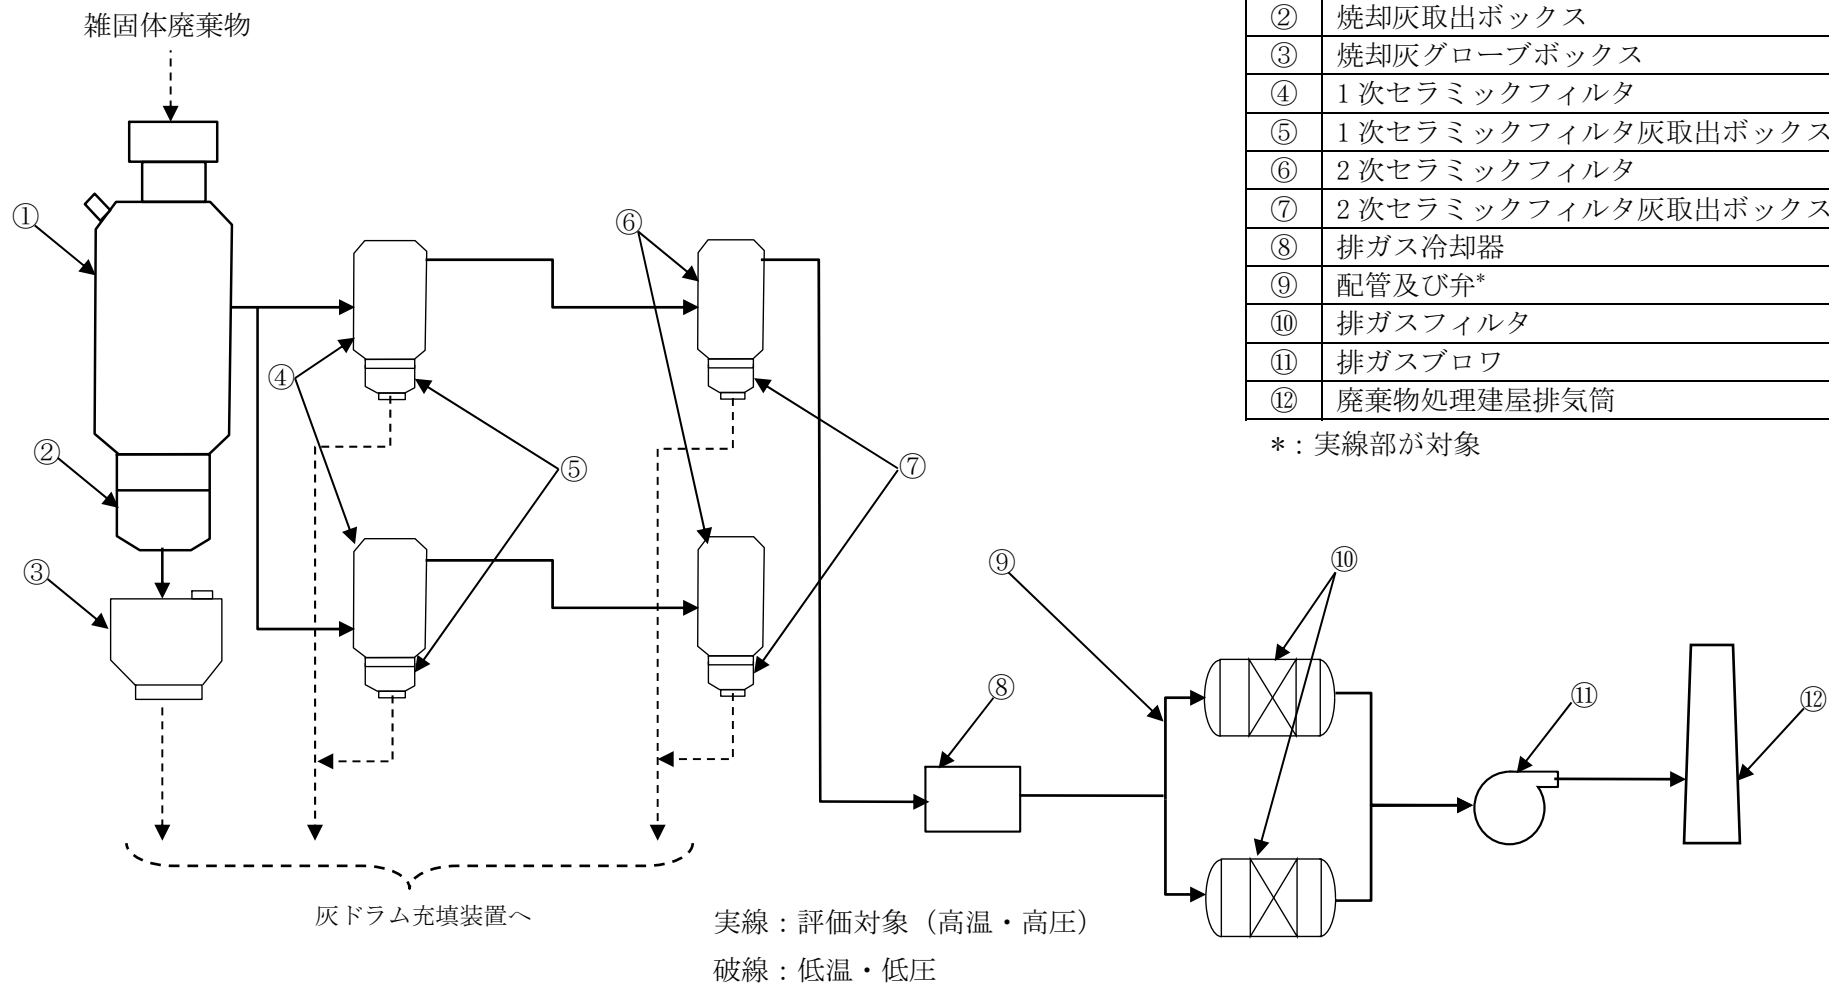 雑固体廃棄物
② 焼却灰取出ボックス
③ 焼却灰グローブボックス
④ 1次セラミックフィルタ
⑤ 1次セラミックフィルタ灰取出ボックス
⑥ 2次セラミックフィルタ
⑦ 2次セラミックフィルタ灰取出ボックス
⑧ 排ガス冷却器
⑨ 配管及び弁*
⑩ 排ガスフィルタ
⑪ 排ガスブロワ
⑫ 廃棄物処理建屋排気筒
*:実線部が対象
①
⑥
④
②
⑤
⑦
③
⑨
⑩
⑧
⑪
⑫
灰ドラム充填装置へ
実線:評価対象(高温・高圧)
破線:低温・低圧